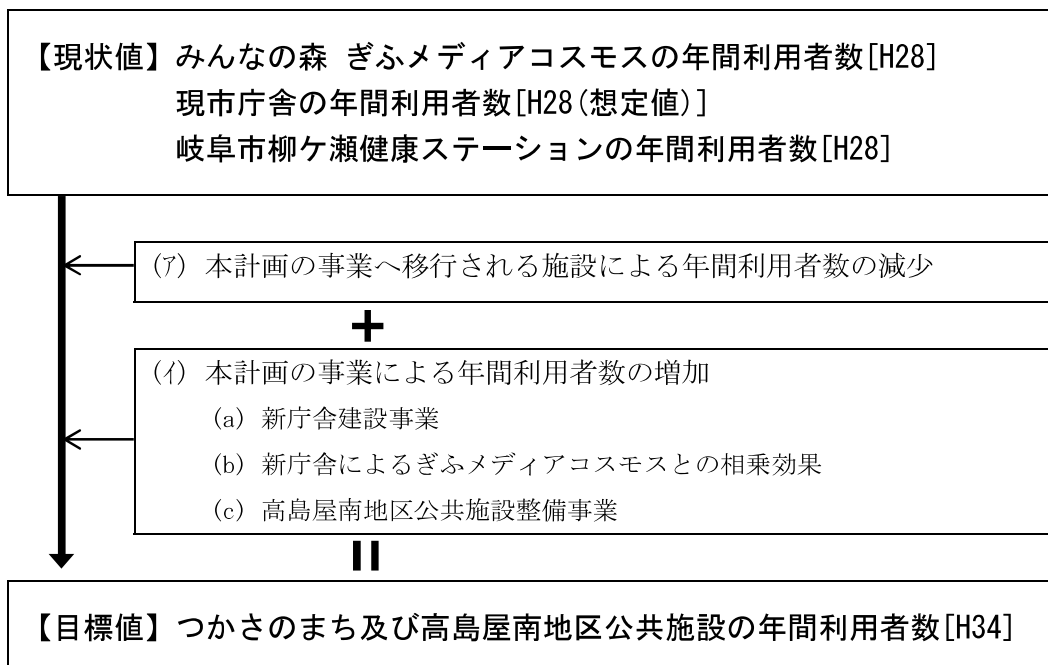 【現状値】みんなの森 ぎふメディアコスモスの年間利用者数[H28]
現市庁舎の年間利用者数[H28(想定値)]
岐阜市柳ケ瀬健康ステーションの年間利用者数[H28]
(ア) 本計画の事業へ移行される施設による年間利用者数の減少
+
(イ) 本計画の事業による年間利用者数の増加
(a) 新庁舎建設事業
(b) 新庁舎によるぎふメディアコスモスとの相乗効果
(c) 高島屋南地区公共施設整備事業
=
【目標値】つかさのまち及び高島屋南地区公共施設の年間利用者数[H34]